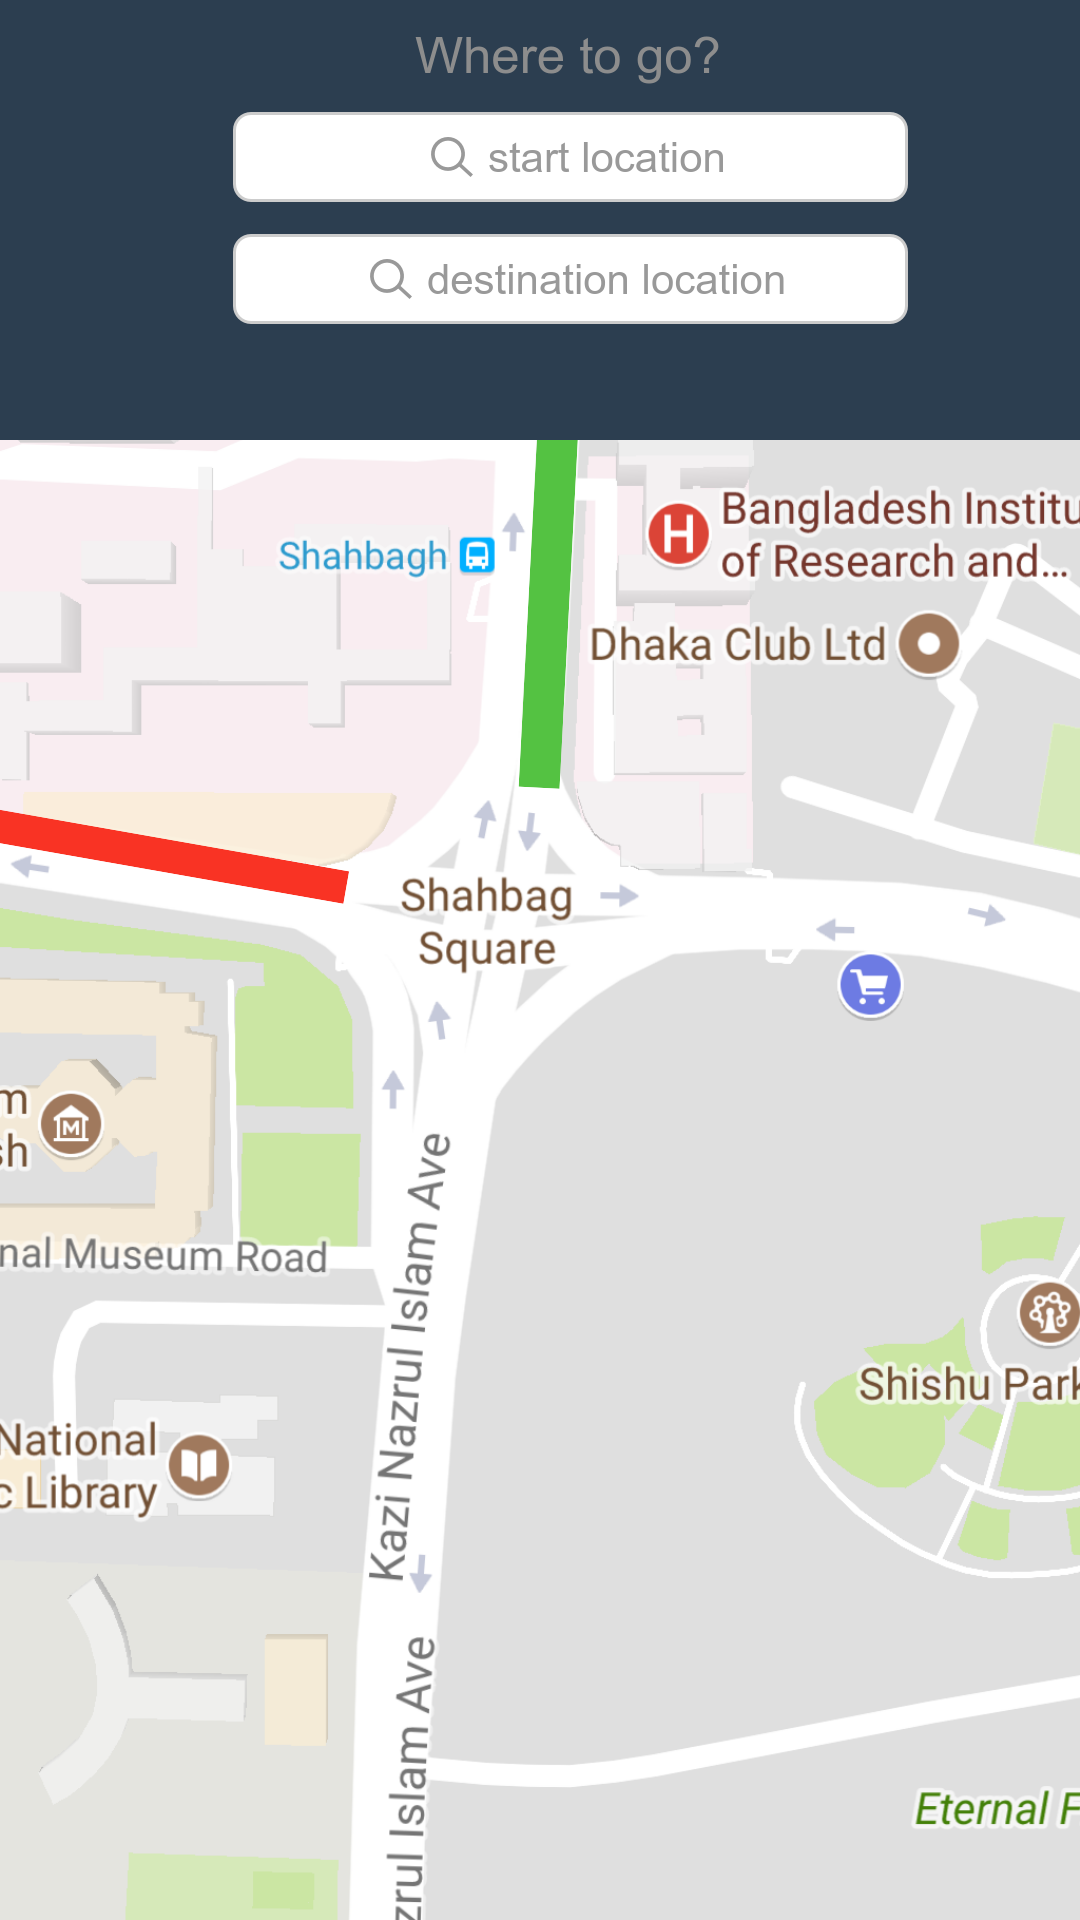 Where to go?
start location
destination location
Bangladesh Institu
of Research and...
Shahbagh
H
Dhaka Club Ltd
Shahbag
Square
m
sh
M
nal Museum Road
Kazi Nazrul Islam Ave
Shishu Park
National
c Library
zrul Islam Ave
Eternal F